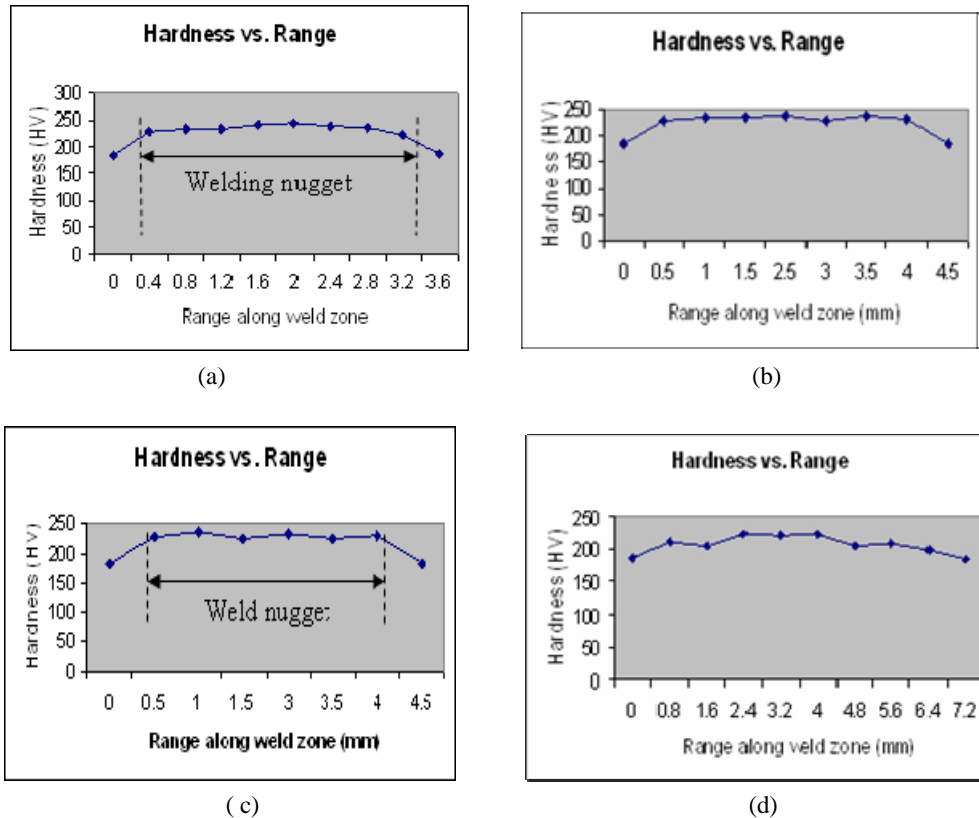 Hardness vs. Range
Hardness (HV)
300
250
200
150
100
50
0
Welding nugget
0 0.4 0.8 1.2 1.6 2 2.4 2.8 3.2 3.6
Range along weld zone
(a)
Hardness vs. Range
Hardness (HV)
250
200
150
100
50
0
0 0.5 1 1.5 2.5 3 3.5 4 4.5
Range along weld zone (mm)
(b)
Hardness vs. Range
Hardness (HV)
250
200
150
100
50
0
Weld nugget
0 0.5 1 1.5 3 3.5 4 4.5
Range along weld zone (mm)
( c)
Hardness vs. Range
Hardness (HV)
250
200
150
100
50
0
0 0.8 1.6 2.4 3.2 4 4.8 5.6 6.4 7.2
Range along weld zone (mm)
(d)